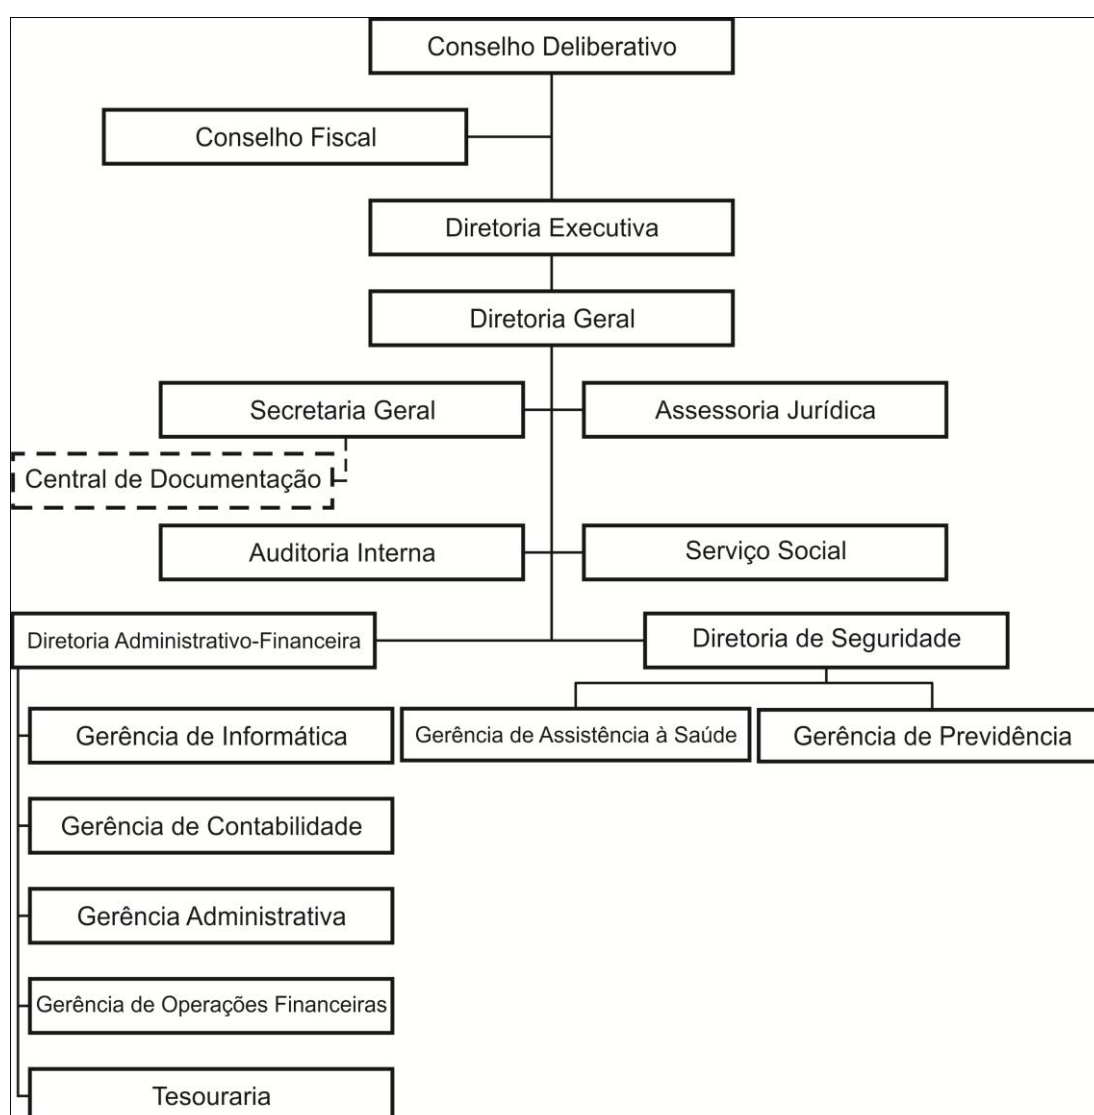 Conselho Deliberativo
Conselho Fiscal
Diretoria Executiva
Diretoria Geral
Secretaria Geral
Assessoria Jurídica
Central de Documentação
Auditoria Interna
Serviço Social
Diretoria Administrativo-Financeira
Diretoria de Seguridade
Gerência de Informática
Gerência de Assistência à Saúde
Gerência de Previdência
Gerência de Contabilidade
Gerência Administrativa
Gerência de Operações Financeiras
Tesouraria